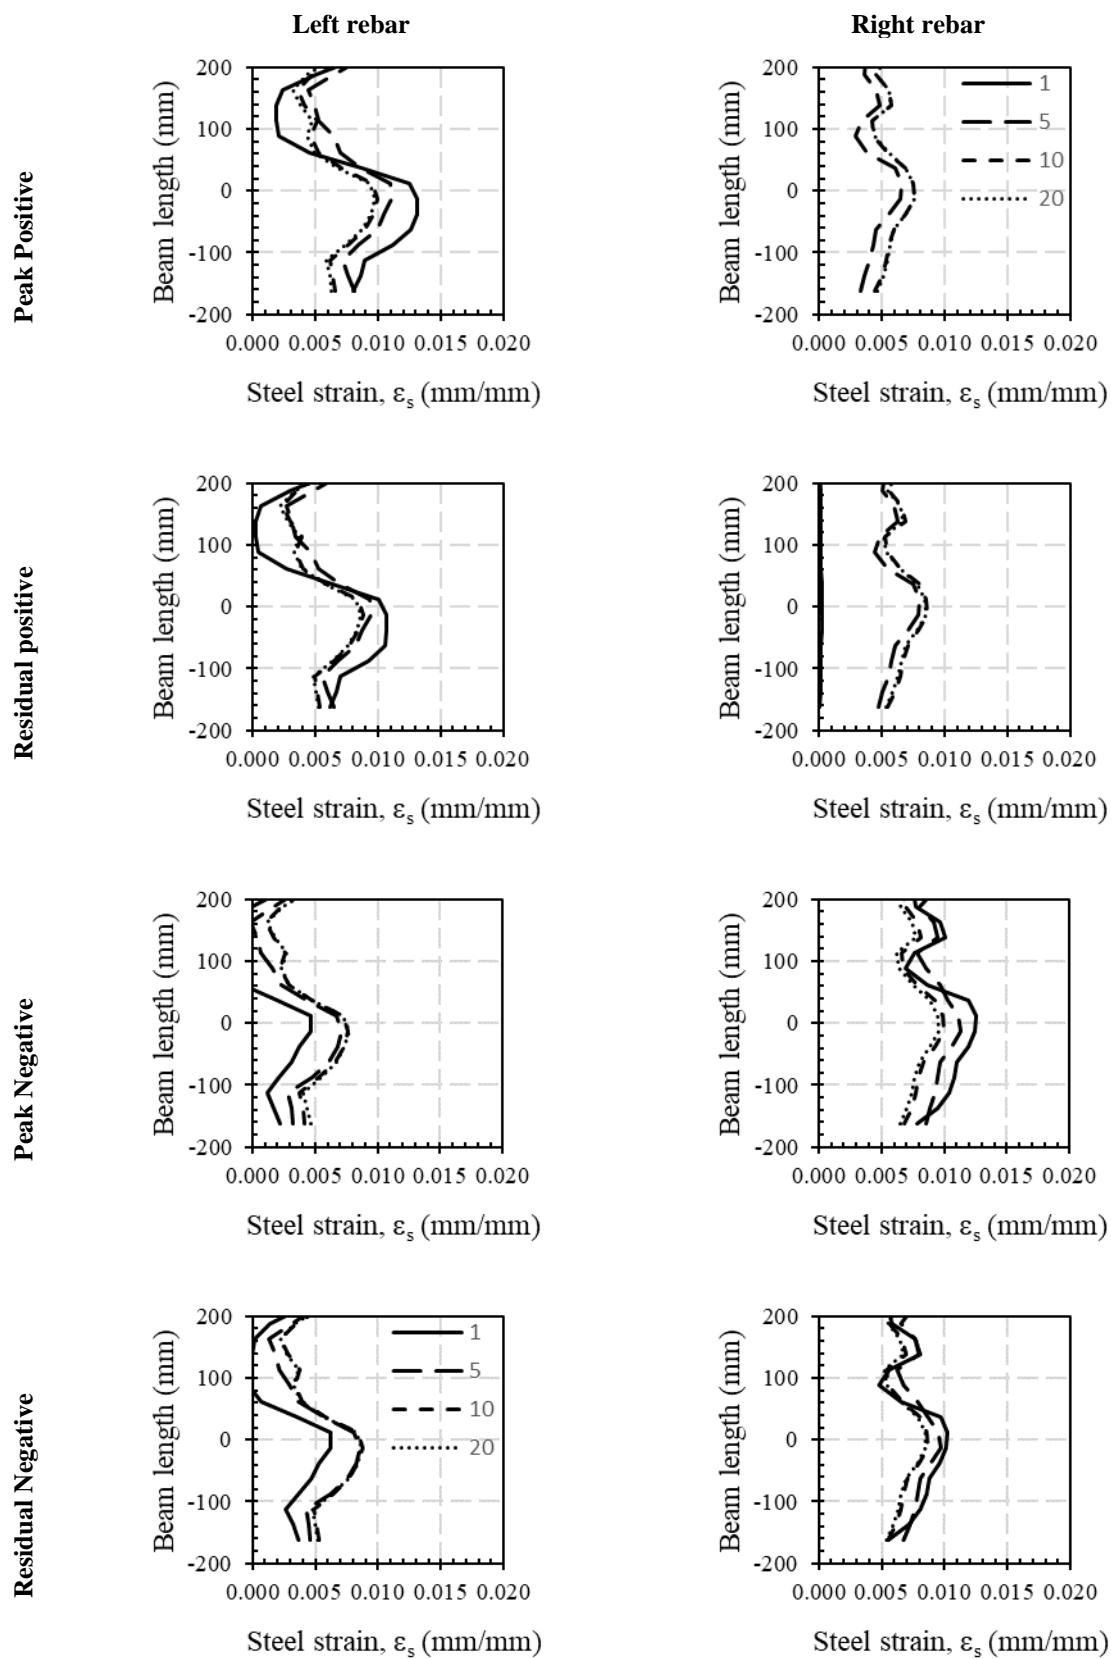 Left rebar
Right rebar
Peak Positive
Beam length (mm)
200
100
0
-100
-200
0.000 0.005 0.010 0.015 0.020
Steel strain, εs (mm/mm)
Beam length (mm)
200
100
0
-100
-200
0.000 0.005 0.010 0.015 0.020
Steel strain, εs (mm/mm)
1
5
10
20
Residual positive
Beam length (mm)
200
100
0
-100
-200
0.000 0.005 0.010 0.015 0.020
Steel strain, εs (mm/mm)
Beam length (mm)
200
100
0
-100
-200
0.000 0.005 0.010 0.015 0.020
Steel strain, εs (mm/mm)
Peak Negative
Beam length (mm)
200
100
0
-100
-200
0.000 0.005 0.010 0.015 0.020
Steel strain, εs (mm/mm)
Beam length (mm)
200
100
0
-100
-200
0.000 0.005 0.010 0.015 0.020
Steel strain, εs (mm/mm)
Residual Negative
Beam length (mm)
200
100
0
-100
-200
0.000 0.005 0.010 0.015 0.020
Steel strain, εs (mm/mm)
1
5
10
20
Beam length (mm)
200
100
0
-100
-200
0.000 0.005 0.010 0.015 0.020
Steel strain, εs (mm/mm)